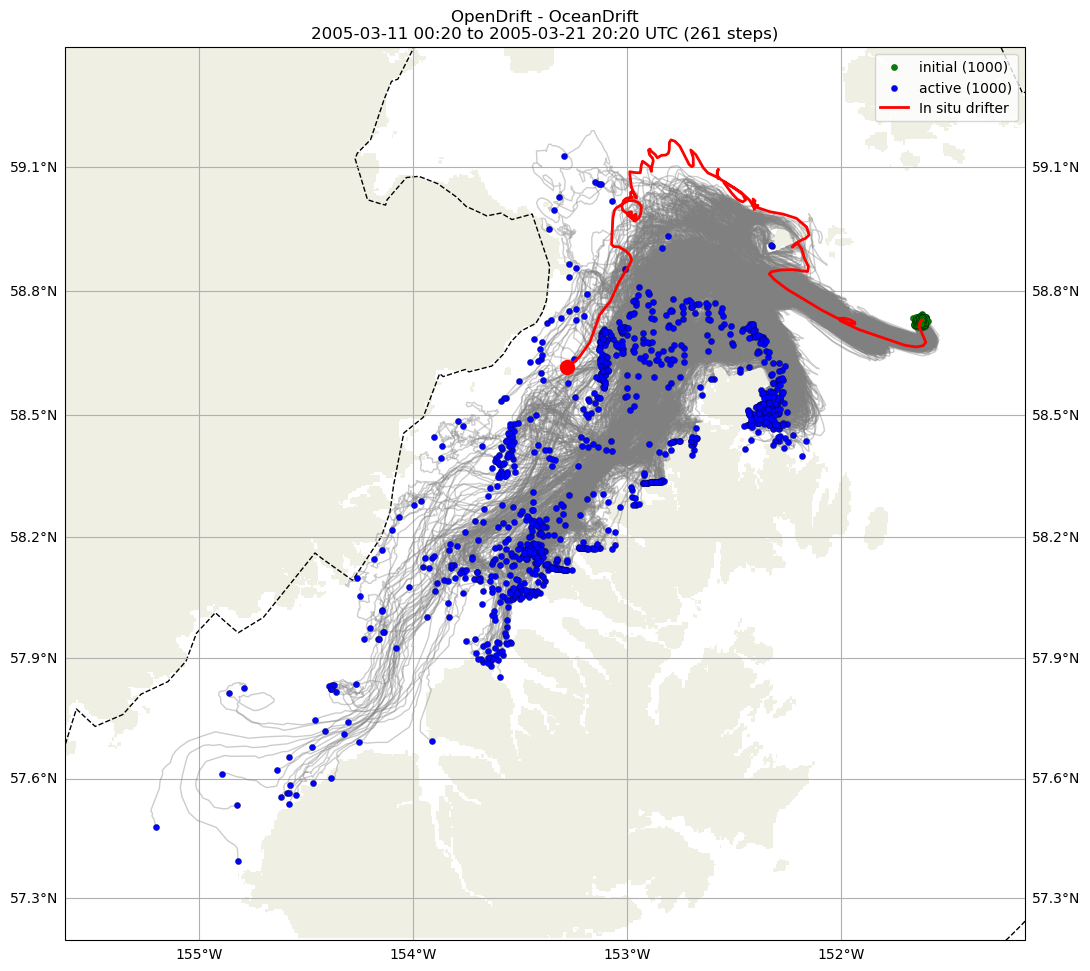 OpenDrift - OceanDrift
2005-03-11 00:20 to 2005-03-21 20:20 UTC (261 steps)
initial (1000)
active (1000)
In situ drifter
59.1°N 59.1°N
58.8°N 58.8°N
58.5°N 58.5°N
58.2°N 58.2°N
57.9°N 57.9°N
57.6°N 57.6°N
57.3°N 57.3°N
155°W 154°W 153°W 152°W